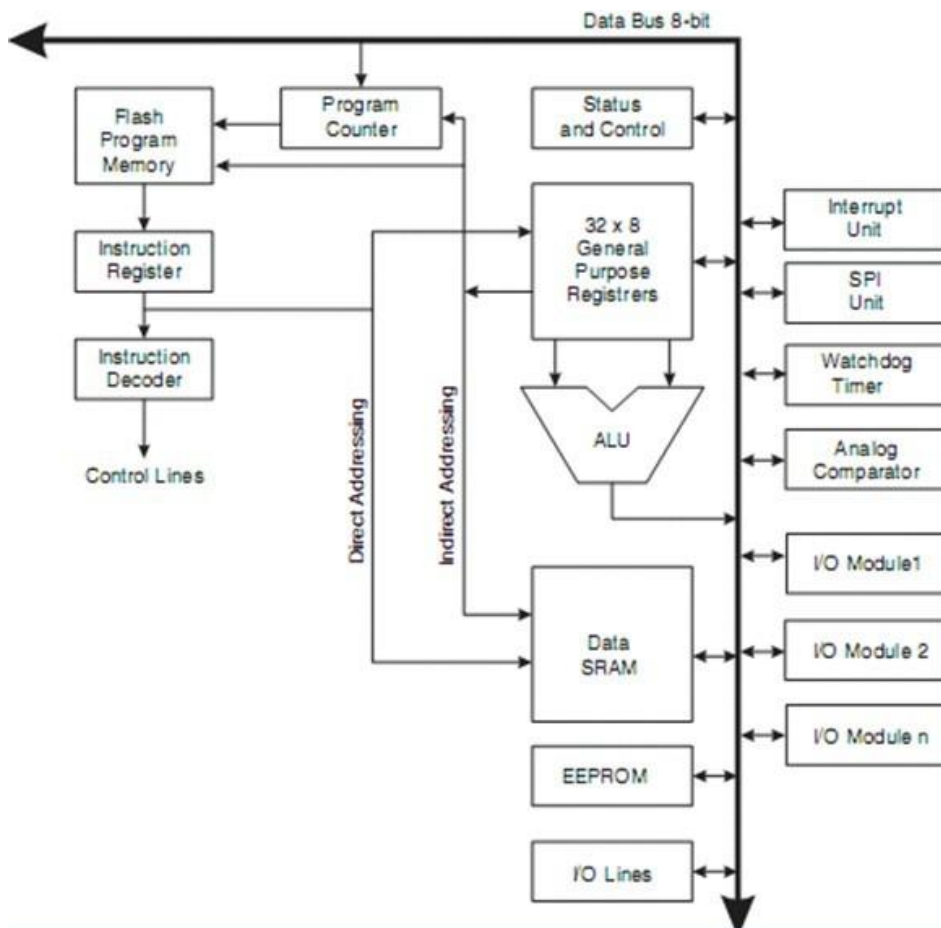 Data Bus 8-bit
Flash
Program
Memory
Program
Counter
Status
and Control
Instruction
Register
32 x 8
General
Purpose
Registrers
Interrupt
Unit
SPI
Unit
Instruction
Decoder
Watchdog
Timer
ALU
Analog
Comparator
Control Lines
Direct Addressing
Indirect Addressing
I/O Module1
Data
SRAM
I/O Module 2
I/O Module n
EEPROM
I/O Lines